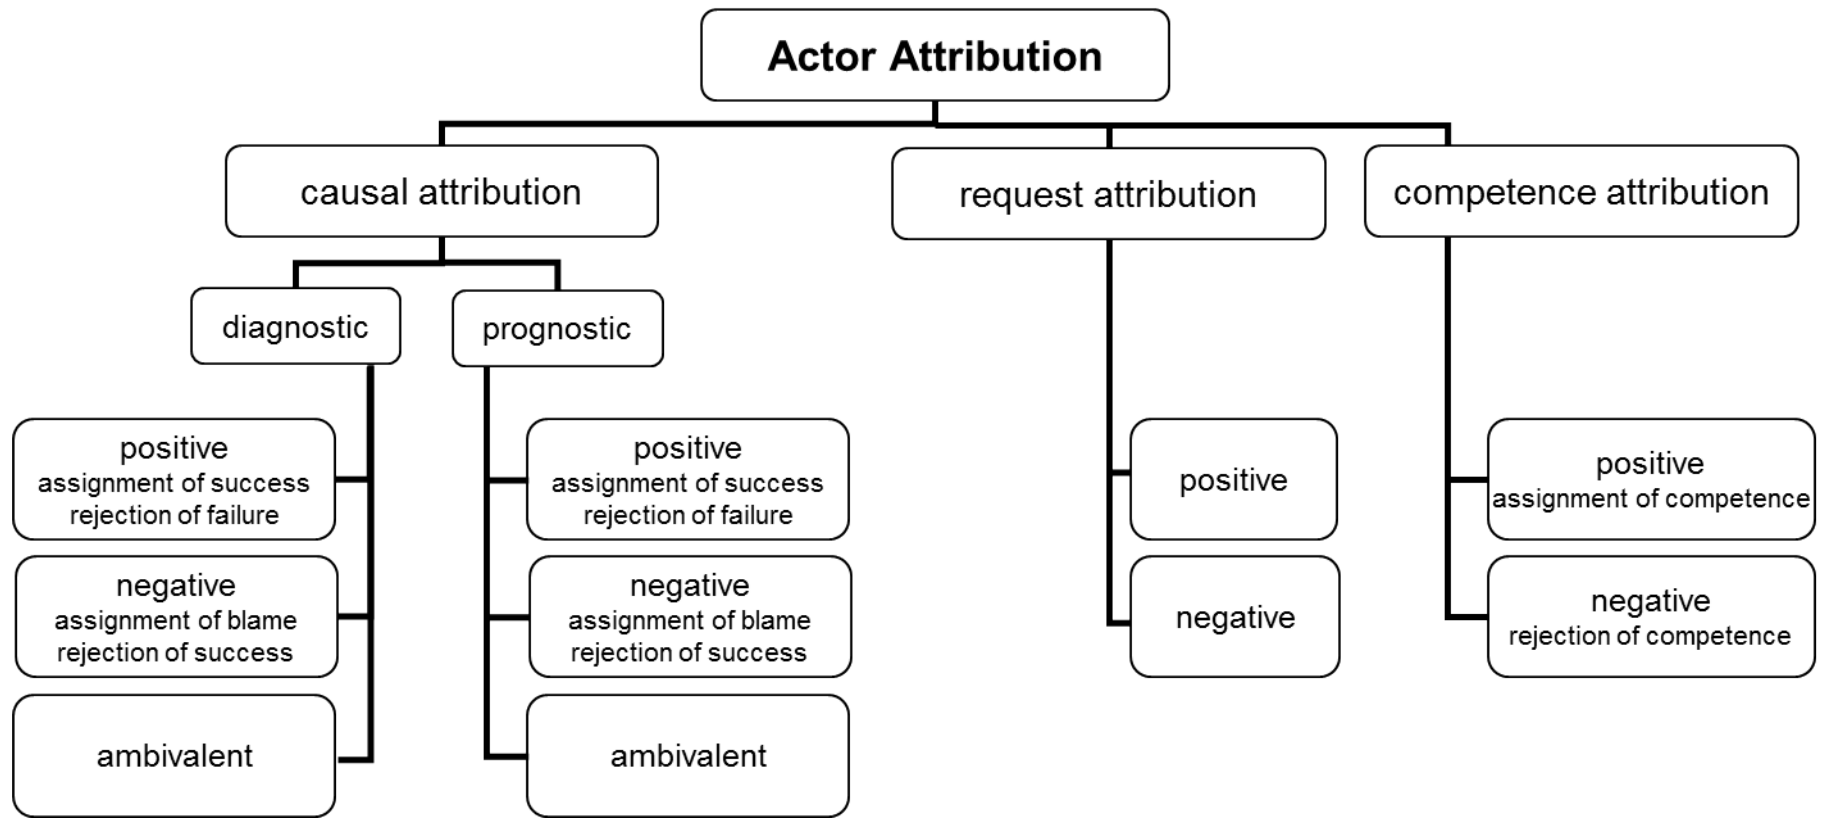 Actor Attribution
causal attribution
request attribution
competence attribution
diagnostic
prognostic
positive
assignment of success
rejection of failure
positive
assignment of success
rejection of failure
positive
positive
assignment of competence
negative
assignment of blame
rejection of success
negative
assignment of blame
rejection of success
negative
negative
rejection of competence
ambivalent
ambivalent